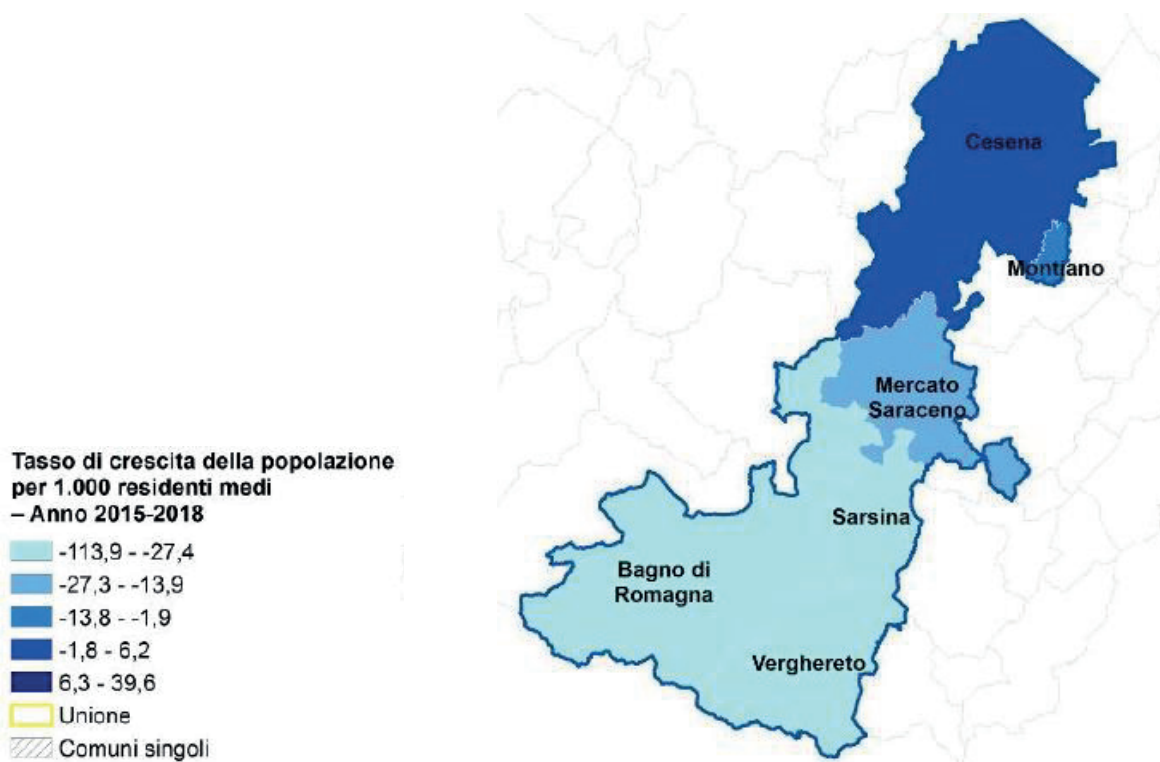 Cesena
Montiano
Mercato
Saraceno
Sarsina
Bagno di
Romagna
Verghereto
Tasso di crescita della popolazione
per 1.000 residenti medi
– Anno 2015-2018
-113,9 - -27,4
-27,3 - -13,9
-13,8 - -1,9
-1,8 - 6,2
6,3 - 39,6
Unione
Comuni singoli